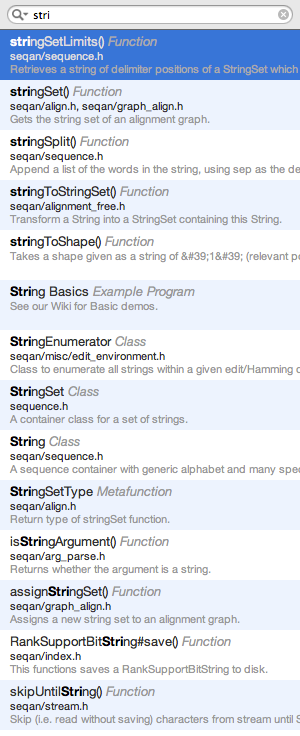 stri
stringSetLimits() Function
seqan/sequence.h
Retrieves a string of delimiter positions of a StringSet which
stringSet() Function
seqan/align.h, seqan/graph_align.h
Gets the string set of an alignment graph.
stringSplit() Function
seqan/sequence.h
Append a list of the words in the string, using sep as the de
stringToStringSet() Function
seqan/alignment_free.h
Transform a String into a StringSet containing this String.
stringToShape() Function
Takes a shape given as a string of &#39;1&#39; (relevant po
String Basics Example Program
See our Wiki for Basic demos.
StringEnumerator Class
seqan/misc/edit_environment.h
Class to enumerate all strings within a given edit/Hamming d
StringSet Class
sequence.h
A container class for a set of strings.
String Class
seqan/sequence.h
A sequence container with generic alphabet and many spec
StringSetType Metafunction
seqan/align.h
Return type of stringSet function.
isStringArgument() Function
seqan/arg_parse.h
Returns whether the argument is a string.
assignStringSet() Function
seqan/graph_align.h
Assigns a new string set to an alignment graph.
RankSupportBitString#save() Function
seqan/index.h
This functions saves a RankSupportBitString to disk.
skipUntilString() Function
seqan/stream.h
Skip (i.e. read without saving) characters from stream until S